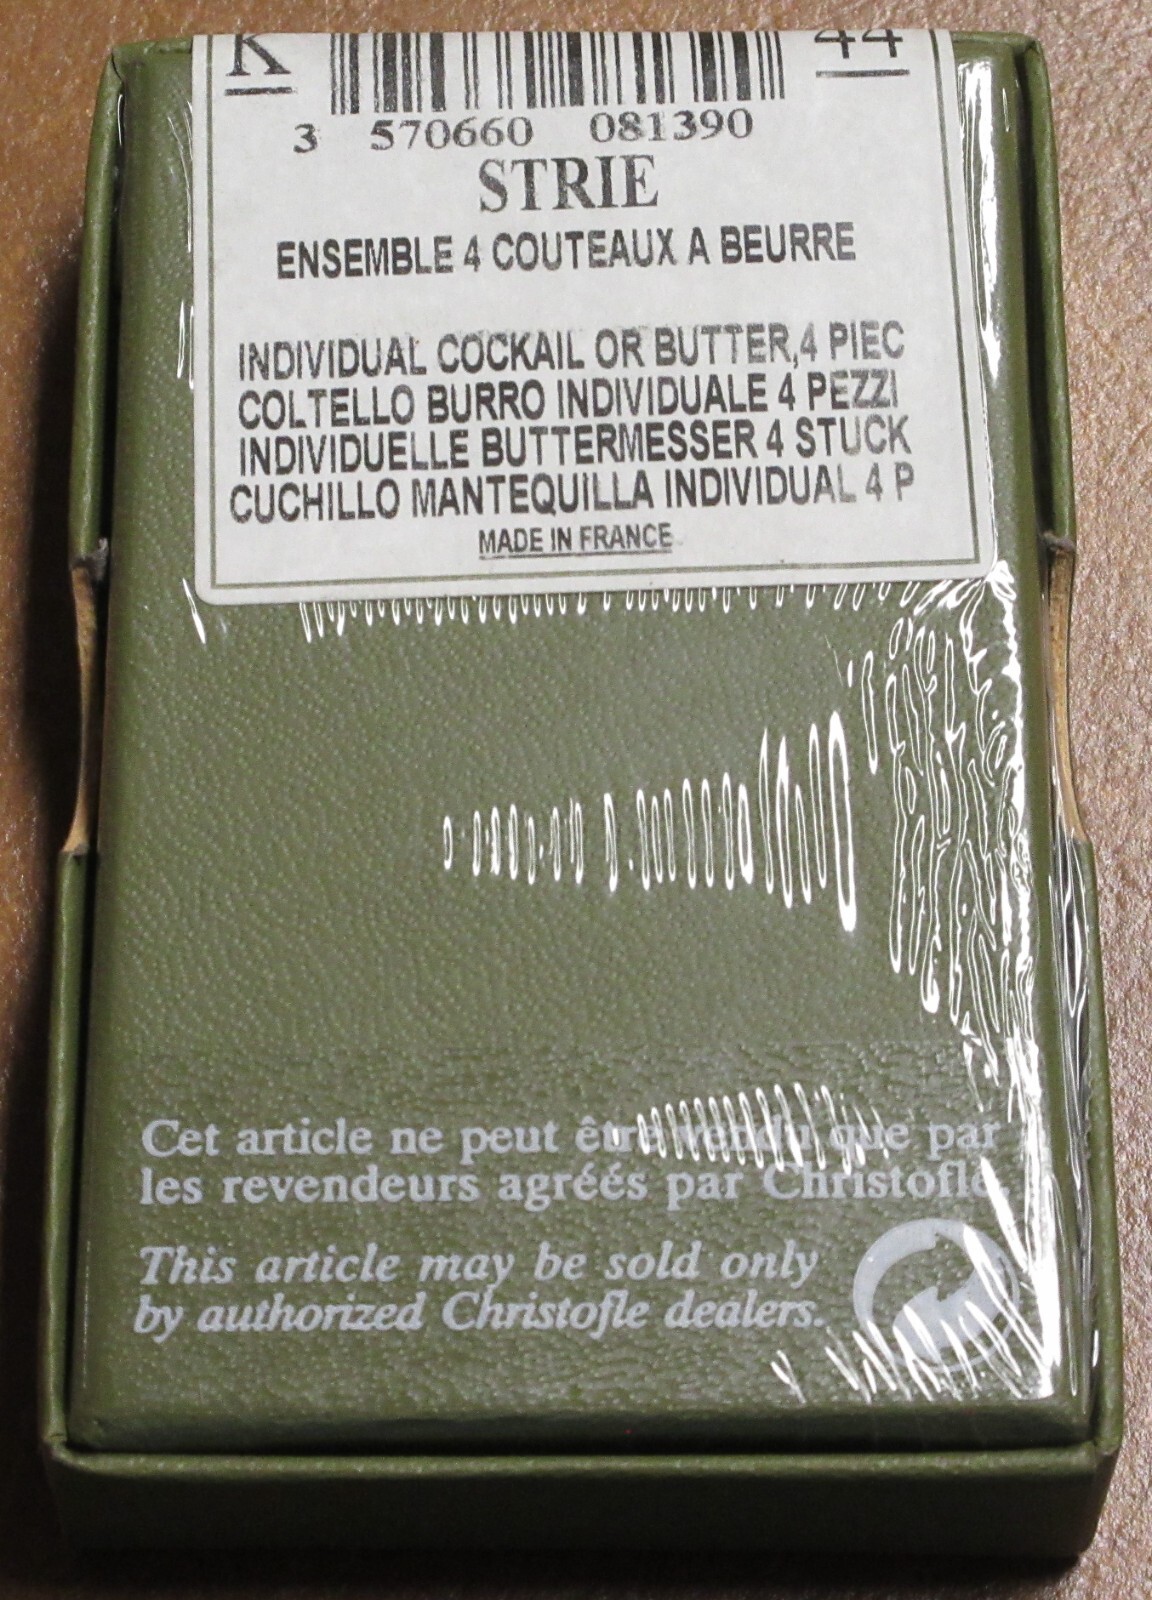 K 44
3 570660 081390
STRIE
ENSEMBLE 4 COUTEAUX A BEURRE
INDIVIDUAL COCKAIL OR BUTTER,4 PIEC
COLTELLO BURRO INDIVIDUALE 4 PEZZI
INDIVIDUELLE BUTTERMESSER 4 STUCK
CUCHILLO MANTEQUILLA INDIVIDUAL 4 P
MADE IN FRANCE
Cet article ne peut être vendu que par
les revendeurs agréés par Christofle.
This article may be sold only
by authorized Christofle dealers.